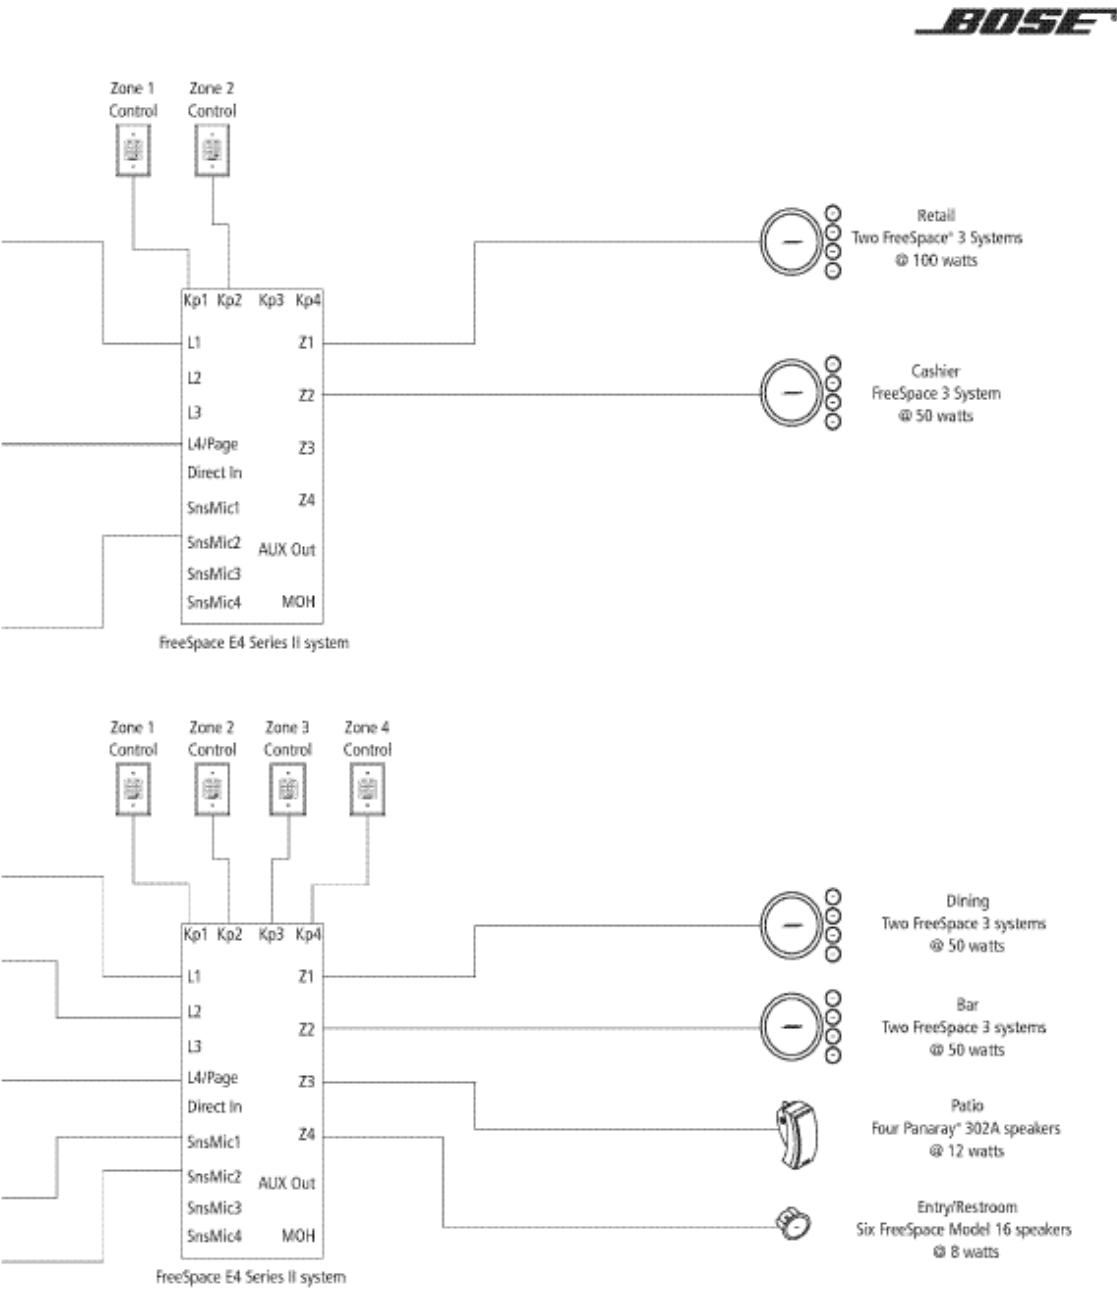 BOSE
Zone 1 Zone 2
Control Control
Retail
Two FreeSpace® 3 Systems
@ 100 watts
Kp1 Kp2 Kp3 Kp4
L1 Z1
Cashier
L2
FreeSpace 3 System
Z2
L3
@ 50 watts
L4/Page Z3
Direct In
SnsMic1 Z4
SnsMic2 AUX Out
SnsMic3
SnsMic4 MOH
FreeSpace E4 Series II system
Zone 1 Zone 2 Zone 3 Zone 4
Control Control Control Control
Dining
Two FreeSpace 3 systems
@ 50 watts
Kp1 Kp2 Kp3 Kp4
L1 Z1
Bar
L2
Two FreeSpace 3 systems
Z2
L3
@ 50 watts
L4/Page Z3
Direct In
Patio
Four Panaray® 302A speakers
@ 12 watts
SnsMic1 Z4
SnsMic2 AUX Out
SnsMic3
Entry/Restroom
Six FreeSpace Model 16 speakers
@ 8 watts
SnsMic4 MOH
FreeSpace E4 Series II system